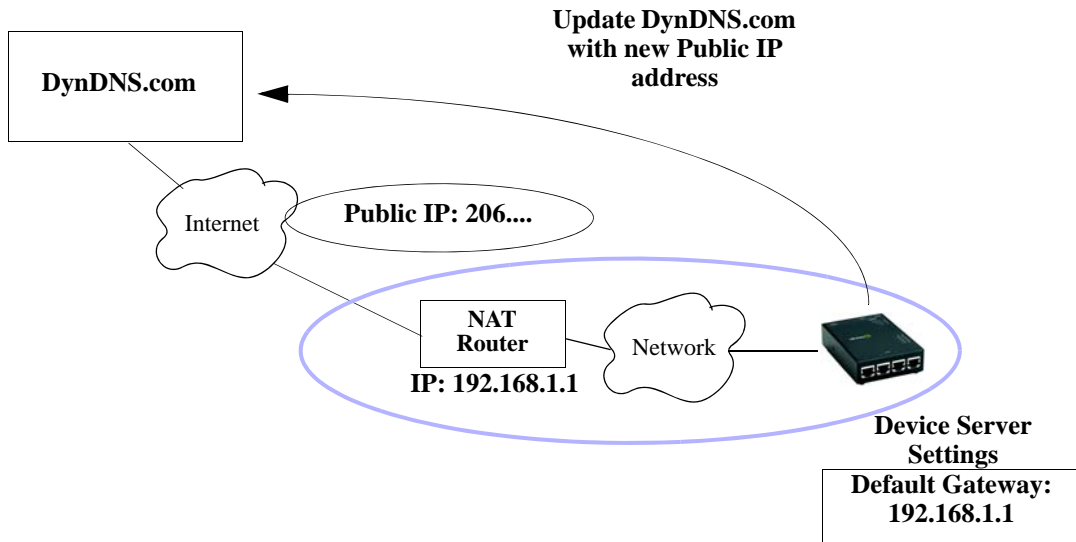 Update DynDNS.com
with new Public IP
address
DynDNS.com
Internet
Public IP: 206....
NAT
Router
IP: 192.168.1.1
Network
Device Server
Settings
Default Gateway:
192.168.1.1